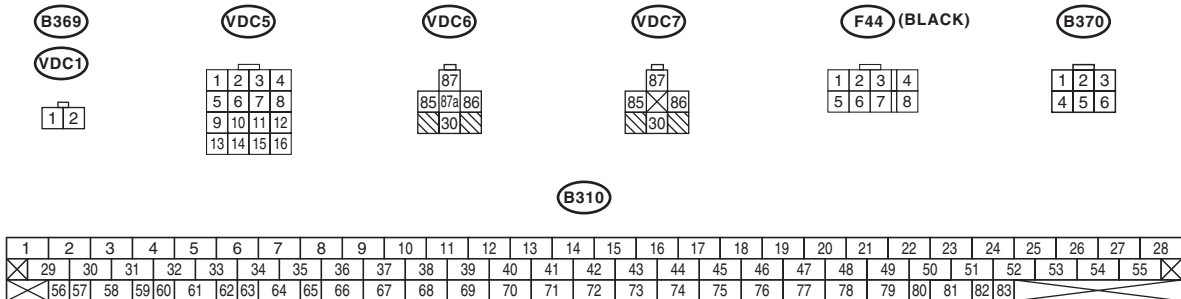 B369 VDC5 VDC6 VDC7 F44 (BLACK) B370
VDC1
87 87
1 2 3 4 1 2 3 4 1 2 3
5 6 7 8 85 87a 86 85 86 5 6 7 8 4 5 6
1 2 9 10 11 12 30 30
13 14 15 16
B310
1 2 3 4 5 6 7 8 9 10 11 12 13 14 15 16 17 18 19 20 21 22 23 24 25 26 27 28
29 30 31 32 33 34 35 36 37 38 39 40 41 42 43 44 45 46 47 48 49 50 51 52 53 54 55
56 57 58 59 60 61 62 63 64 65 66 67 68 69 70 71 72 73 74 75 76 77 78 79 80 81 82 83